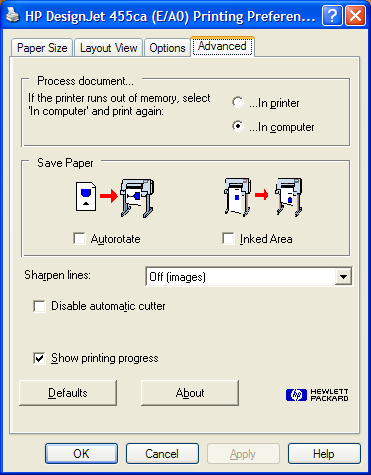 HP DesignJet 455ca (E/A0) Printing Preferen...
Paper Size Layout View Options Advanced
Process document...
If the printer runs out of memory, select
'In computer' and print again:
...In printer
...In computer
Save Paper
Autorotate
Inked Area
Sharpen lines:
Off (images)
Disable automatic cutter
Show printing progress
Defaults
About
hp
HEWLETT
PACKARD
OK
Cancel
Apply
Help